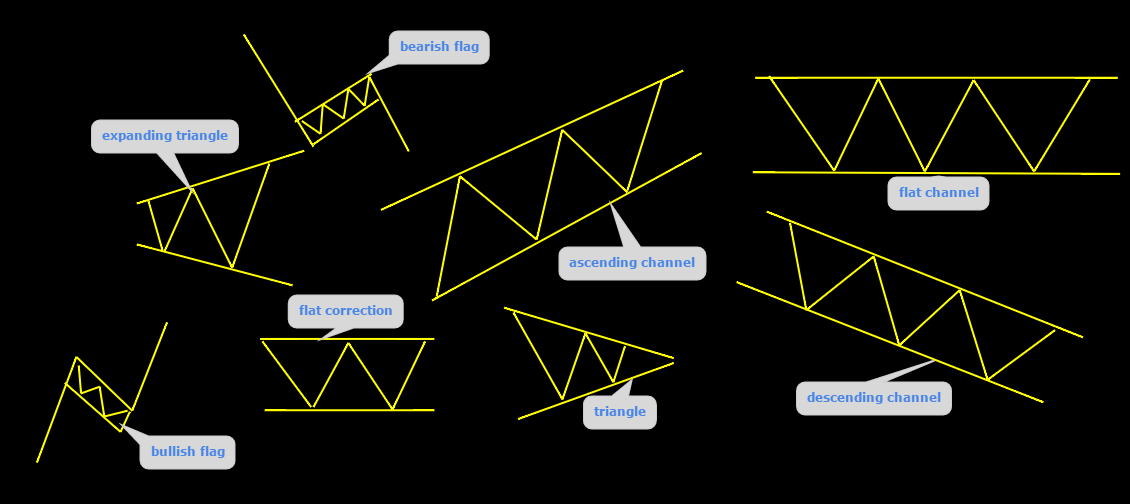 bearish flag
expanding triangle
flat channel
ascending channel
flat correction
descending channel
triangle
bullish flag